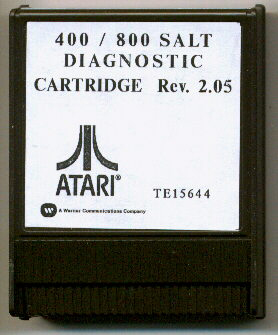 400 / 800 SALT
DIAGNOSTIC
CARTRIDGE Rev. 2.05
ATARI®
TE15644
W A Warner Communications Company